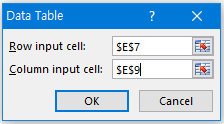 Data Table ? ×
Row input cell: $E$7
Column input cell: $E$9
OK Cancel